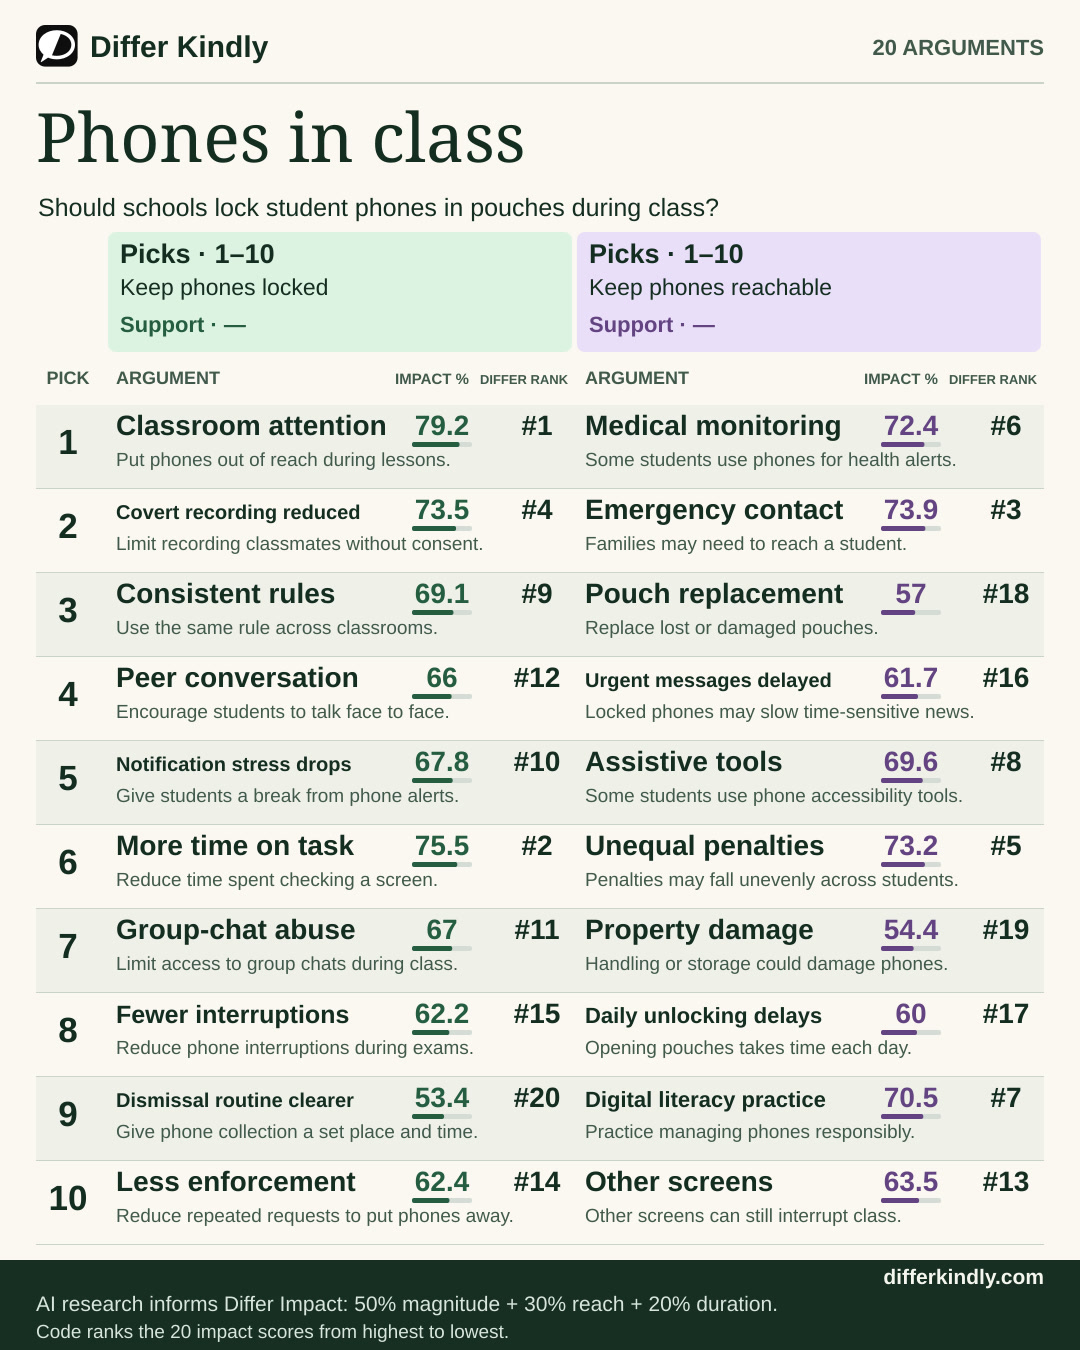 Differ Kindly
20 ARGUMENTS
Phones in class
Should schools lock student phones in pouches during class?
Picks · 1–10
Keep phones locked
Support · —
Picks · 1–10
Keep phones reachable
Support · —
PICK ARGUMENT IMPACT % DIFFER RANK ARGUMENT IMPACT % DIFFER RANK
1 Classroom attention 79.2 #1 Medical monitoring 72.4 #6
Put phones out of reach during lessons. Some students use phones for health alerts.
2 Covert recording reduced 73.5 #4 Emergency contact 73.9 #3
Limit recording classmates without consent. Families may need to reach a student.
3 Consistent rules 69.1 #9 Pouch replacement 57 #18
Use the same rule across classrooms. Replace lost or damaged pouches.
4 Peer conversation 66 #12 Urgent messages delayed 61.7 #16
Encourage students to talk face to face. Locked phones may slow time-sensitive news.
5 Notification stress drops 67.8 #10 Assistive tools 69.6 #8
Give students a break from phone alerts. Some students use phone accessibility tools.
6 More time on task 75.5 #2 Unequal penalties 73.2 #5
Reduce time spent checking a screen. Penalties may fall unevenly across students.
7 Group-chat abuse 67 #11 Property damage 54.4 #19
Limit access to group chats during class. Handling or storage could damage phones.
8 Fewer interruptions 62.2 #15 Daily unlocking delays 60 #17
Reduce phone interruptions during exams. Opening pouches takes time each day.
9 Dismissal routine clearer 53.4 #20 Digital literacy practice 70.5 #7
Give phone collection a set place and time. Practice managing phones responsibly.
10 Less enforcement 62.4 #14 Other screens 63.5 #13
Reduce repeated requests to put phones away. Other screens can still interrupt class.
differkindly.com
AI research informs Differ Impact: 50% magnitude + 30% reach + 20% duration.
Code ranks the 20 impact scores from highest to lowest.